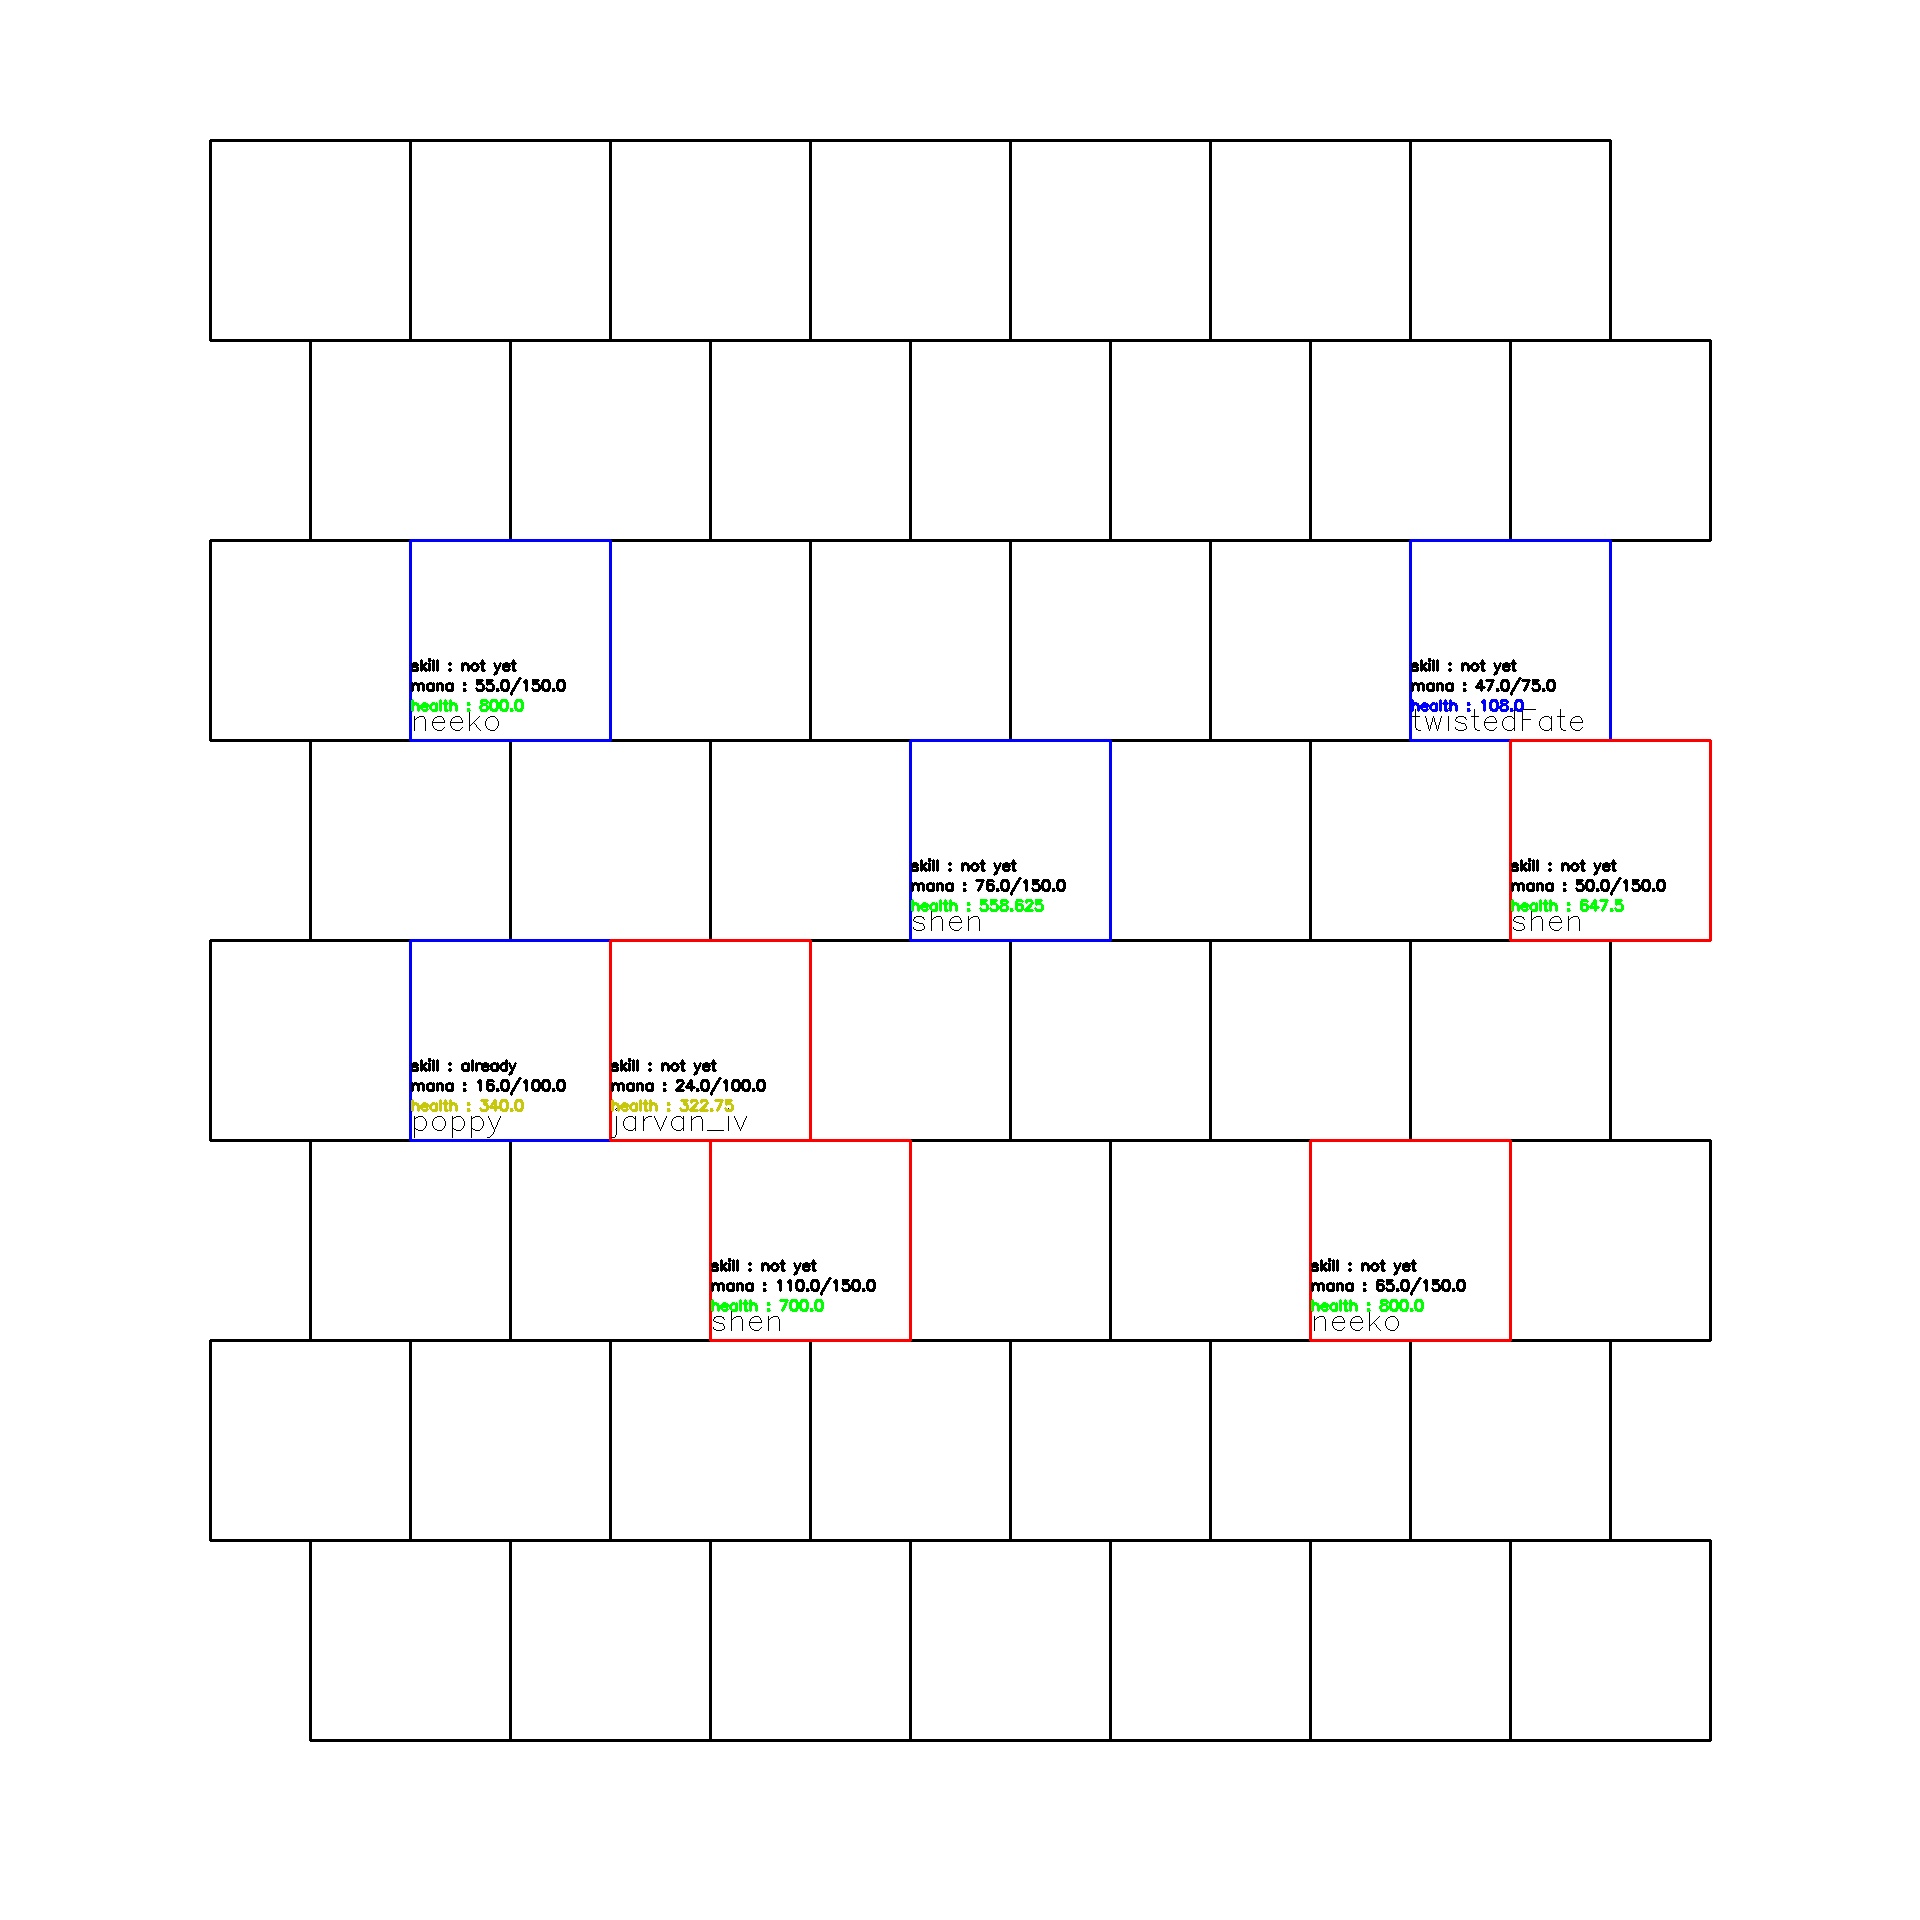 skill : not yet
mana : 55.0/150.0
health : 800.0
neeko
skill : not yet
mana : 47.0/75.0
health : 108.0
twistedFate
skill : not yet
mana : 76.0/150.0
health : 558.625
shen
skill : not yet
mana : 50.0/150.0
health : 647.5
shen
skill : already
mana : 16.0/100.0
health : 340.0
poppy
skill : not yet
mana : 24.0/100.0
health : 322.75
jarvan_iv
skill : not yet
mana : 110.0/150.0
health : 700.0
shen
skill : not yet
mana : 65.0/150.0
health : 800.0
neeko